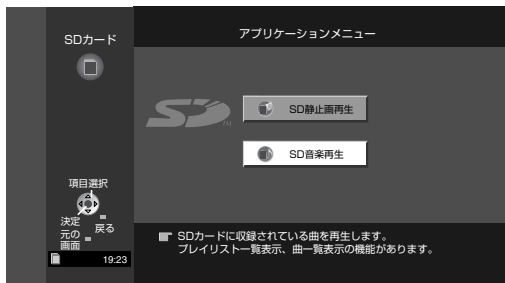 SDカード
アプリケーションメニュー
SD
TM
SD静止画再生
SD音楽再生
項目選択
決定
戻る
元の
画面
19:23
SDカードに収録されている曲を再生します。
プレイリスト一覧表示、曲一覧表示の機能があります。